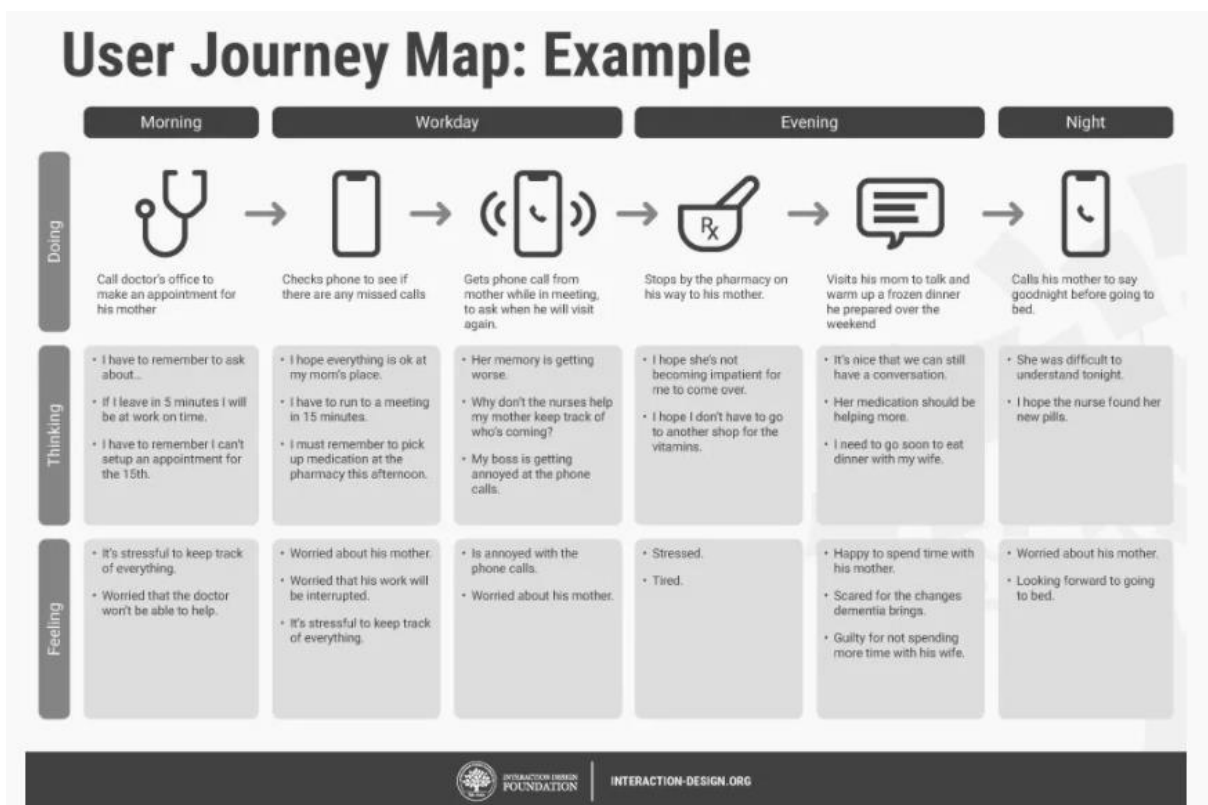 User Journey Map: Example
Morning
Workday
Evening
Night
Doing
Call doctor's office to
make an appointment for
his mother
Checks phone to see if
there are any missed calls
Gets phone call from
mother while in meeting,
to ask when he will visit
again.
Rx
Stops by the pharmacy on
his way to his mother.
Visits his mom to talk and
warm up a frozen dinner
he prepared over the
weekend
Calls his mother to say
goodnight before going to
bed.
Thinking
• I have to remember to ask
about...
• If I leave in 5 minutes I will
be at work on time.
• I have to remember I can't
setup an appointment for
the 15th.
• I hope everything is ok at
my mom's place.
• I have to run to a meeting
in 15 minutes.
• I must remember to pick
up medication at the
pharmacy this afternoon.
• Her memory is getting
worse.
• Why don't the nurses help
my mother keep track of
who's coming?
• My boss is getting
annoyed at the phone
calls.
• I hope she's not
becoming impatient for
me to come over.
• I hope I don't have to go
to another shop for the
vitamins.
• It's nice that we can still
have a conversation.
• Her medication should be
helping more.
• I need to go soon to eat
dinner with my wife.
• She was difficult to
understand tonight.
• I hope the nurse found her
new pills.
Feeling
• It's stressful to keep track
of everything.
• Worried that the doctor
won't be able to help.
• Worried about his mother.
• Worried that his work will
be interrupted.
• It's stressful to keep track
of everything.
• Is annoyed with the
phone calls.
• Worried about his mother.
• Stressed.
• Tired.
• Happy to spend time with
his mother.
• Scared for the changes
dementia brings.
• Guilty for not spending
more time with his wife.
• Worried about his mother.
• Looking forward to going
to bed.
INTERACTION DESIGN
FOUNDATION
INTERACTION-DESIGN.ORG